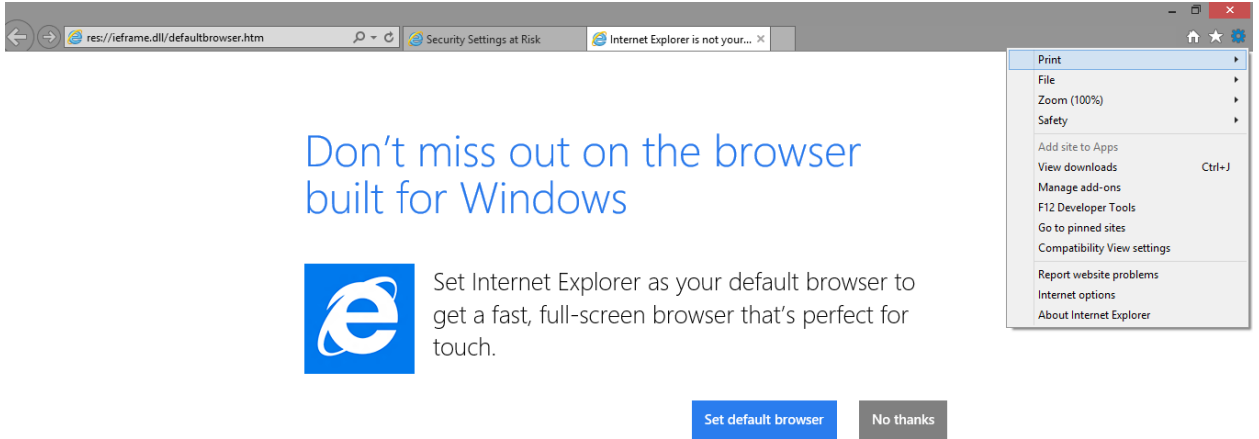 res://ieframe.dll/defaultbrowser.htm
Security Settings at Risk
Internet Explorer is not your...
Print
File
Zoom (100%)
Safety
Add site to Apps
View downloads Ctrl+J
Manage add-ons
F12 Developer Tools
Go to pinned sites
Compatibility View settings
Report website problems
Internet options
About Internet Explorer
Don't miss out on the browser
built for Windows
Set Internet Explorer as your default browser to
get a fast, full-screen browser that's perfect for
touch.
Set default browser
No thanks